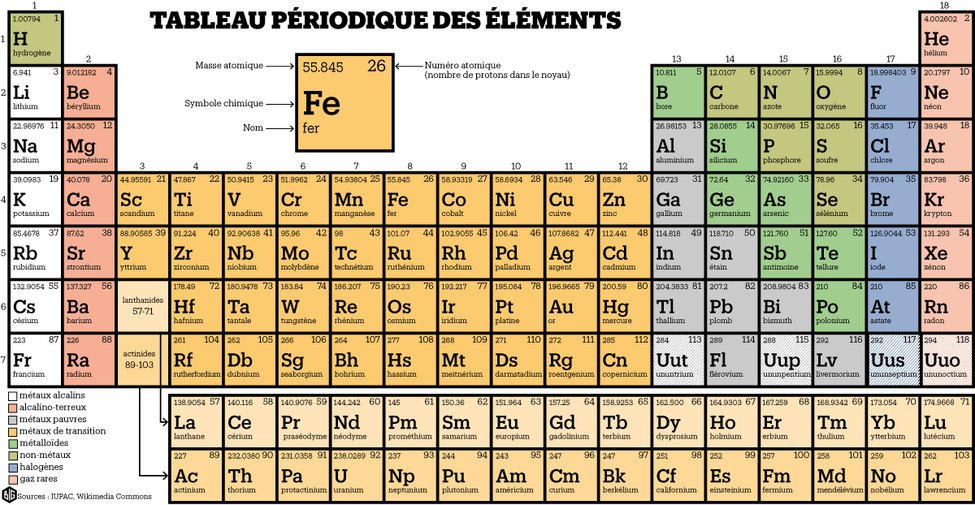 TABLEAU PÉRIODIQUE DES ÉLÉMENTS
1 18
1.00794 1 4.002602 2
H He
hydrogène hélium
Masse atomique 55.845 26 Numéro atomique
(nombre de protons dans le noyau)
Symbole chimique Fe
Nom fer
2 13 14 15 16 17
6.941 3 9.012182 4 10.811 5 12.0107 6 14.0067 7 15.9994 8 18.998403 9 20.1797 10
2 Li Be B C N O F Ne
lithium béryllium bore carbone azote oxygène fluor néon
22.98976 11 24.3050 12 26.98153 13 28.0855 14 30.97696 15 32.065 16 35.453 17 39.948 18
3 Na Mg Al Si P S Cl Ar
sodium magnésium aluminium silicium phosphore soufre chlore argon
3 4 5 6 7 8 9 10 11 12
39.0983 19 40.078 20 44.95591 21 47.867 22 50.9415 23 51.9962 24 54.93804 25 55.845 26 58.93319 27 58.6934 28 63.546 29 65.38 30 69.723 31 72.64 32 74.92160 33 78.96 34 79.904 35 83.798 36
4 K Ca Sc Ti V Cr Mn Fe Co Ni Cu Zn Ga Ge As Se Br Kr
potassium calcium scandium titane vanadium chrome manganèse fer cobalt nickel cuivre zinc gallium germanium arsenic sélénium brome krypton
85.4678 37 87.62 38 88.90585 39 91.224 40 92.90638 41 95.96 42 98 43 101.07 44 102.9055 45 106.42 46 107.8682 47 112.441 48 114.818 49 118.710 50 121.760 51 127.60 52 126.9044 53 131.293 54
5 Rb Sr Y Zr Nb Mo Tc Ru Rh Pd Ag Cd In Sn Sb Te I Xe
rubidium strontium yttrium zirconium niobium molybdène technétium ruthénium rhodium palladium argent cadmium indium étain antimoine tellure iode xénon
132.9054 55 137.327 56 lanthanides 57-71 178.49 72 180.9478 73 183.84 74 186.207 75 190.23 76 192.217 77 195.084 78 196.9665 79 200.59 80 204.3833 81 207.2 82 208.9804 83 210 84 210 85 220 86
6 Cs Ba Hf Ta W Re Os Ir Pt Au Hg Tl Pb Bi Po At Rn
césium barium hafnium tantale wungstène rhénium osmium iridium platine or mercure thallium plomb bismuth polonium astate radon
223 87 226 88 actinides 89-103 261 104 262 105 266 106 264 107 277 108 268 109 271 110 272 111 285 112 284 113 289 114 288 115 292 116 292 117 294 118
7 Fr Ra Rf Db Sg Bh Hs Mt Ds Rg Cn Uut Fl Uup Lv Uus Uuo
francium radium rutherfordium dubnium seaborgium bohrium hassium meitnérium darmstadium roentgenium copernicium ununtrium flérovium ununpentium livermorium ununseptium ununoctium
métaux alcalins
alcalino-terreux
métaux pauvres
métaux de transition
métalloïdes
non-métaux
halogènes
gaz rares
Sources : IUPAC, Wikimedia Commons
138.9054 57 140.116 58 140.9076 59 144.242 60 145 61 150.36 62 151.964 63 157.25 64 158.9253 65 162.500 66 164.9303 67 167.259 68 168.9342 69 173.054 70 174.9668 71
La Ce Pr Nd Pm Sm Eu Gd Tb Dy Ho Er Tm Yb Lu
lanthane cérium praséodyme néodyme prométhium samarium europium gadolinium terbium dysprosium holmium erbium thulium ytterbium lutécium
227 89 232.0380 90 231.0358 91 238.0289 92 237 93 244 94 243 95 247 96 247 97 251 98 252 99 257 100 258 101 259 102 262 103
Ac Th Pa U Np Pu Am Cm Bk Cf Es Fm Md No Lr
actinium thorium protactinium uranium neptunium plutonium américium curium berkélium californium einsteinium fermium mendélévium nobélium lawrencium